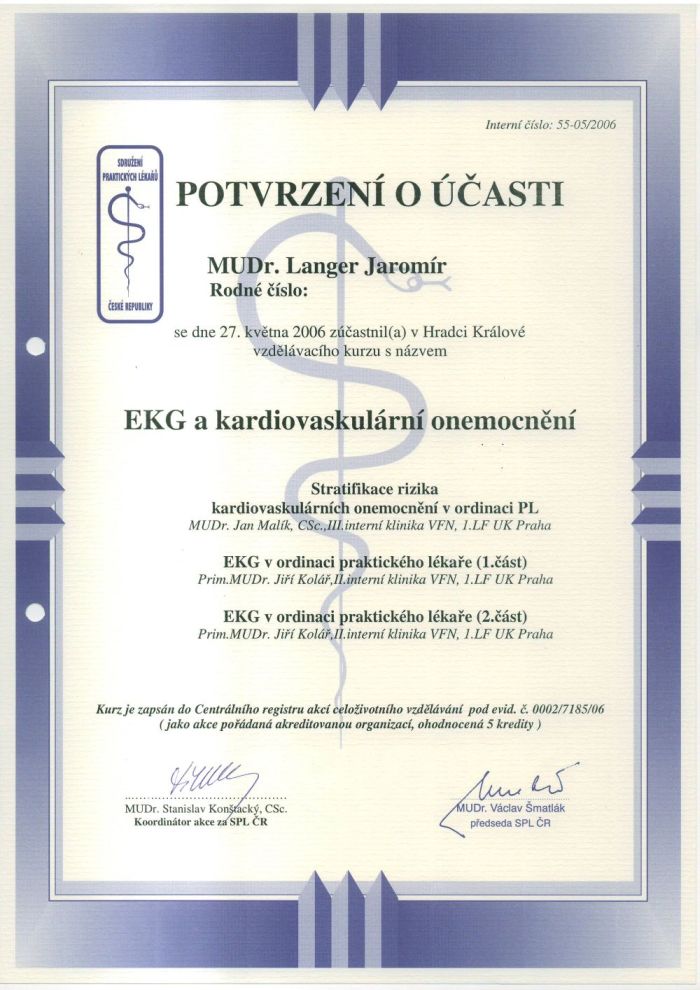 Interní číslo: 55-05/2006
SDRUŽENÍ
PRAKTICKÝCH LÉKAŘŮ
ČESKÉ REPUBLIKY
POTVRZENÍ O ÚČASTI
MUDr. Langer Jaromír
Rodné číslo:
se dne 27. května 2006 zúčastnil(a) v Hradci Králové
vzdělávacího kurzu s názvem
EKG a kardiovaskulární onemocnění
Stratifikace rizika
kardiovaskulárních onemocnění v ordinaci PL
MUDr. Jan Malík, CSc.,III.interní klinika VFN, 1.LF UK Praha
EKG v ordinaci praktického lékaře (1.část)
Prim.MUDr. Jiří Kolář,II.interní klinika VFN, 1.LF UK Praha
EKG v ordinaci praktického lékaře (2.část)
Prim.MUDr. Jiří Kolář,II.interní klinika VFN, 1.LF UK Praha
Kurz je zapsán do Centrálního registru akcí celoživotního vzdělávání pod evid. č. 0002/7185/06
( jako akce pořádaná akreditovanou organizací, ohodnocená 5 kredity )
MUDr. Stanislav Konštacký, CSc.
Koordinátor akce za SPL ČR
MUDr. Václav Šmatlák
předseda SPL ČR